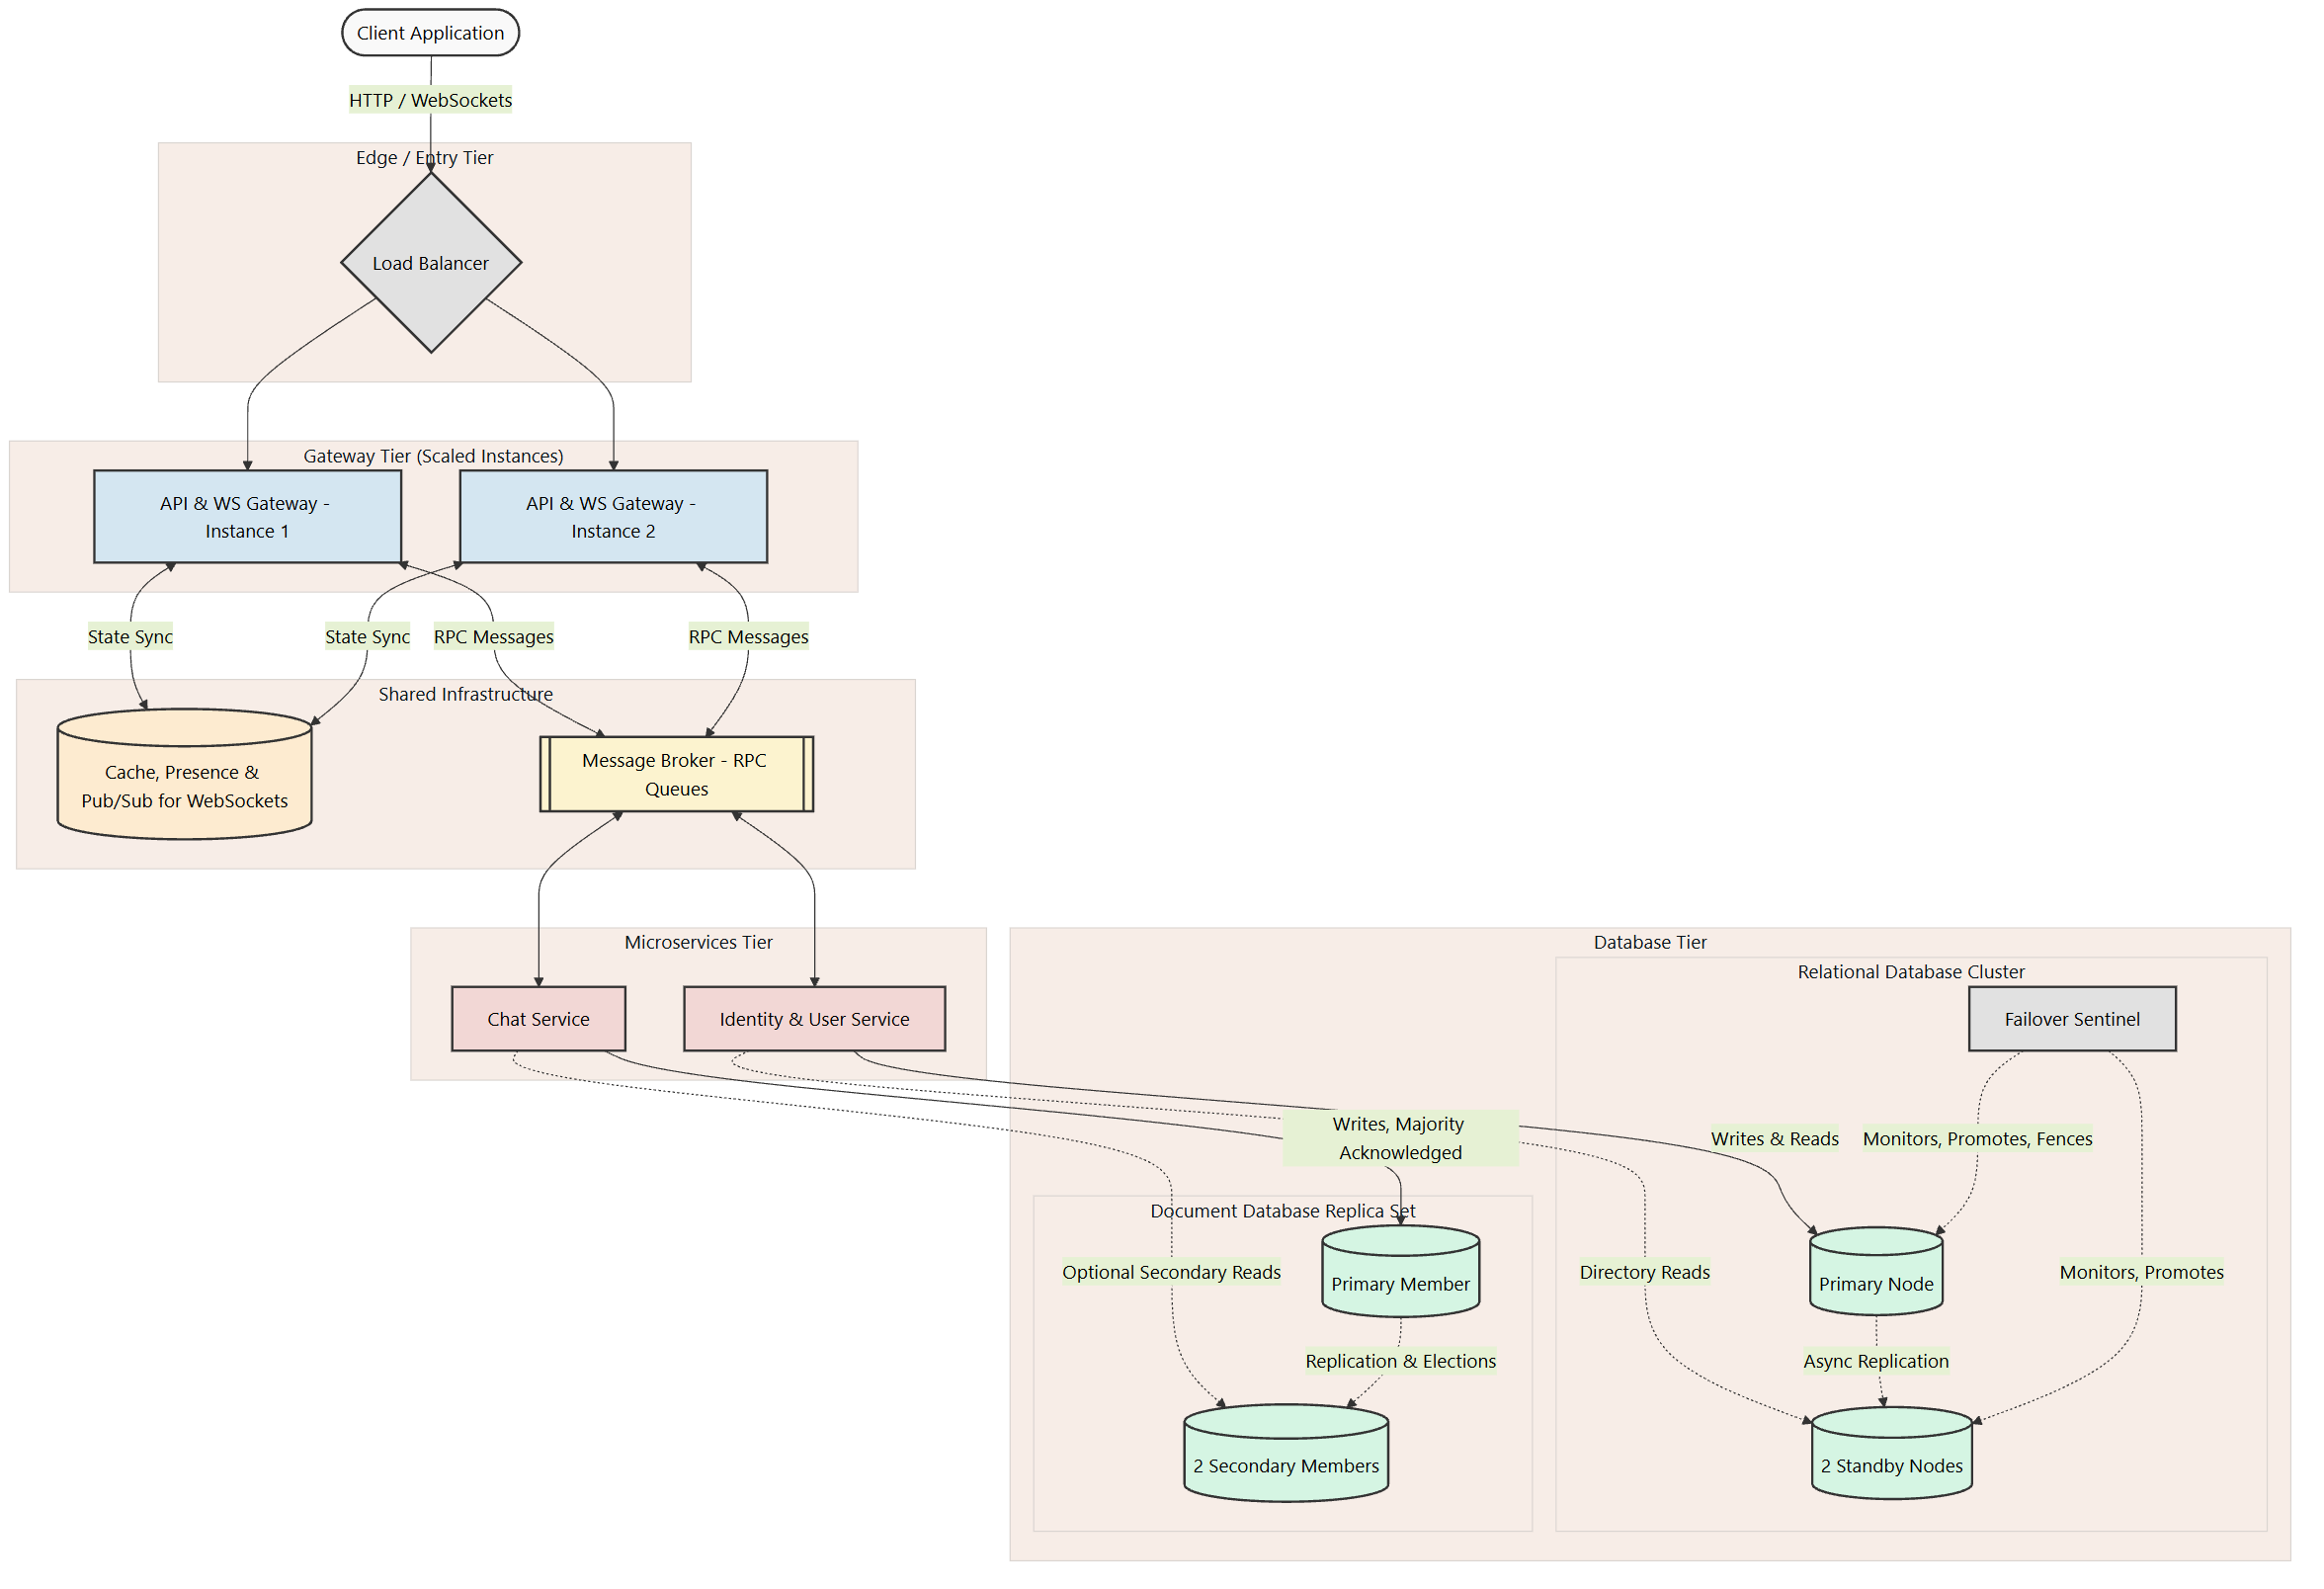 Client Application
HTTP / WebSockets
Edge / Entry Tier
Load Balancer
Gateway Tier (Scaled Instances)
API & WS Gateway -
Instance 1
API & WS Gateway -
Instance 2
State Sync
State Sync
RPC Messages
RPC Messages
Shared Infrastructure
Cache, Presence &
Pub/Sub for WebSockets
Message Broker - RPC
Queues
Microservices Tier
Chat Service
Identity & User Service
Database Tier
Relational Database Cluster
Failover Sentinel
Writes, Majority
Acknowledged
Writes & Reads
Monitors, Promotes, Fences
Document Database Replica Set
Optional Secondary Reads
Primary Member
Directory Reads
Primary Node
Monitors, Promotes
Replication & Elections
Async Replication
2 Secondary Members
2 Standby Nodes